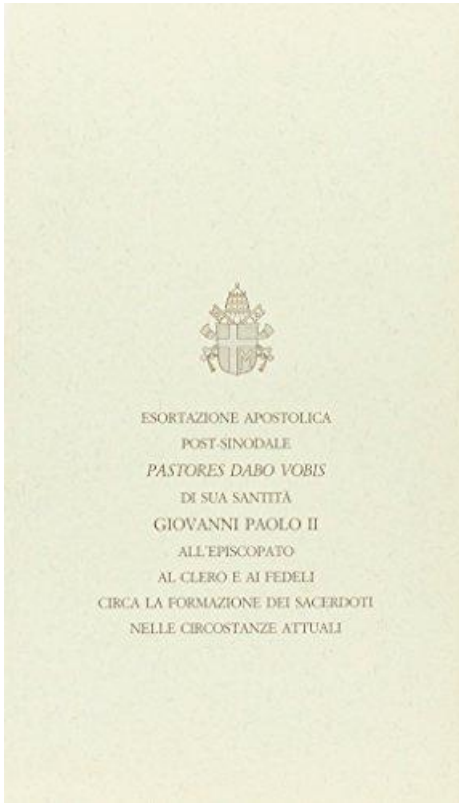 ESORTAZIONE APOSTOLICA
POST-SINODALE
PASTORES DABO VOBIS
DI SUA SANTITÀ
GIOVANNI PAOLO II
ALL'EPISCOPATO
AL CLERO E AI FEDELI
CIRCA LA FORMAZIONE DEI SACERDOTI
NELLE CIRCOSTANZE ATTUALI